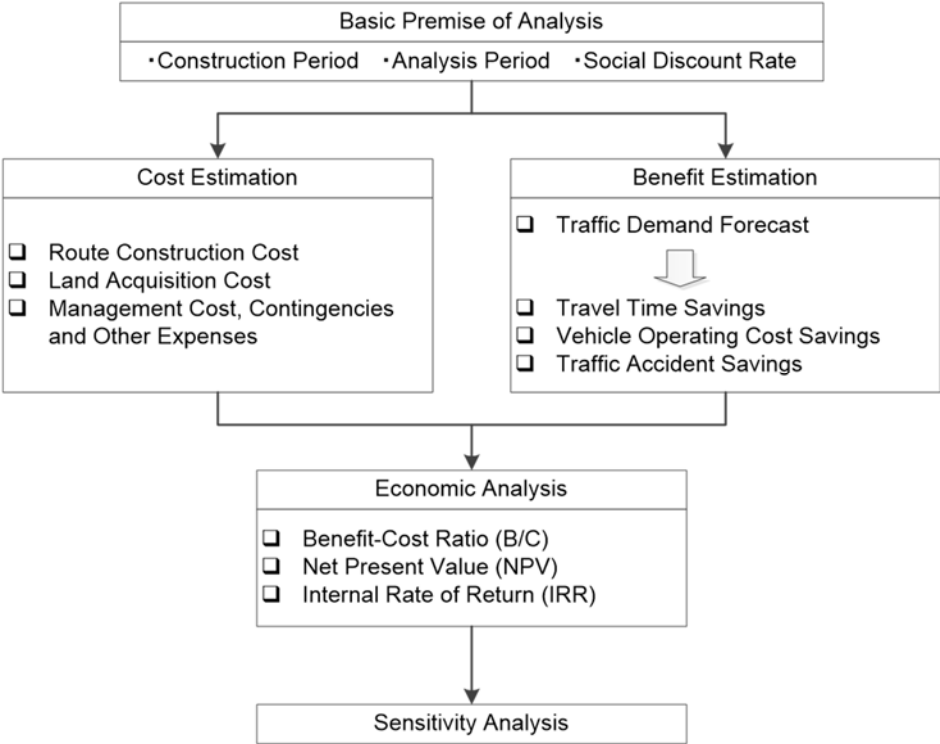 Basic Premise of Analysis
・Construction Period ・Analysis Period ・Social Discount Rate
Cost Estimation
❑ Route Construction Cost
❑ Land Acquisition Cost
❑ Management Cost, Contingencies
and Other Expenses
Benefit Estimation
❑ Traffic Demand Forecast
❑ Travel Time Savings
❑ Vehicle Operating Cost Savings
❑ Traffic Accident Savings
Economic Analysis
❑ Benefit-Cost Ratio (B/C)
❑ Net Present Value (NPV)
❑ Internal Rate of Return (IRR)
Sensitivity Analysis